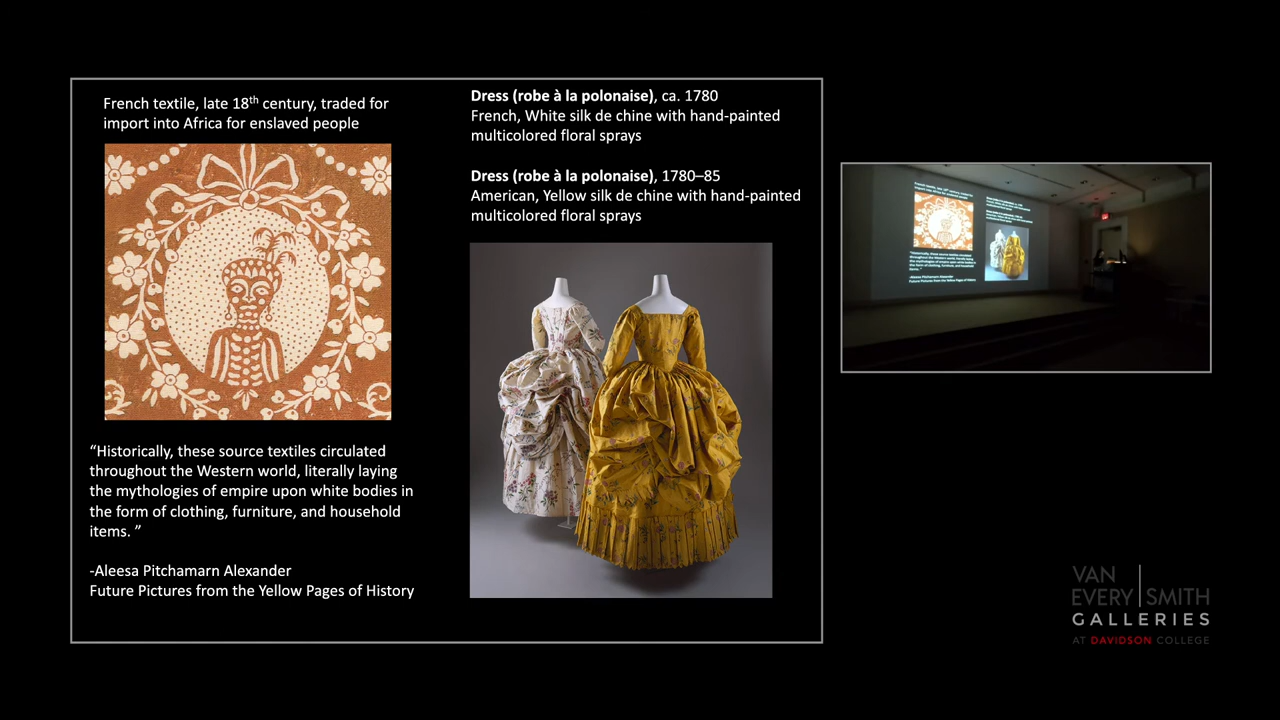 French textile, late 18th century, traded for
import into Africa for enslaved people
“Historically, these source textiles circulated
throughout the Western world, literally laying
the mythologies of empire upon white bodies in
the form of clothing, furniture, and household
items. ”
-Aleesa Pitchamarn Alexander
Future Pictures from the Yellow Pages of History
Dress (robe à la polonaise), ca. 1780
French, White silk de chine with hand-painted
multicolored floral sprays
Dress (robe à la polonaise), 1780–85
American, Yellow silk de chine with hand-painted
multicolored floral sprays
VAN
EVERY SMITH
GALLERIES
AT DAVIDSON COLLEGE